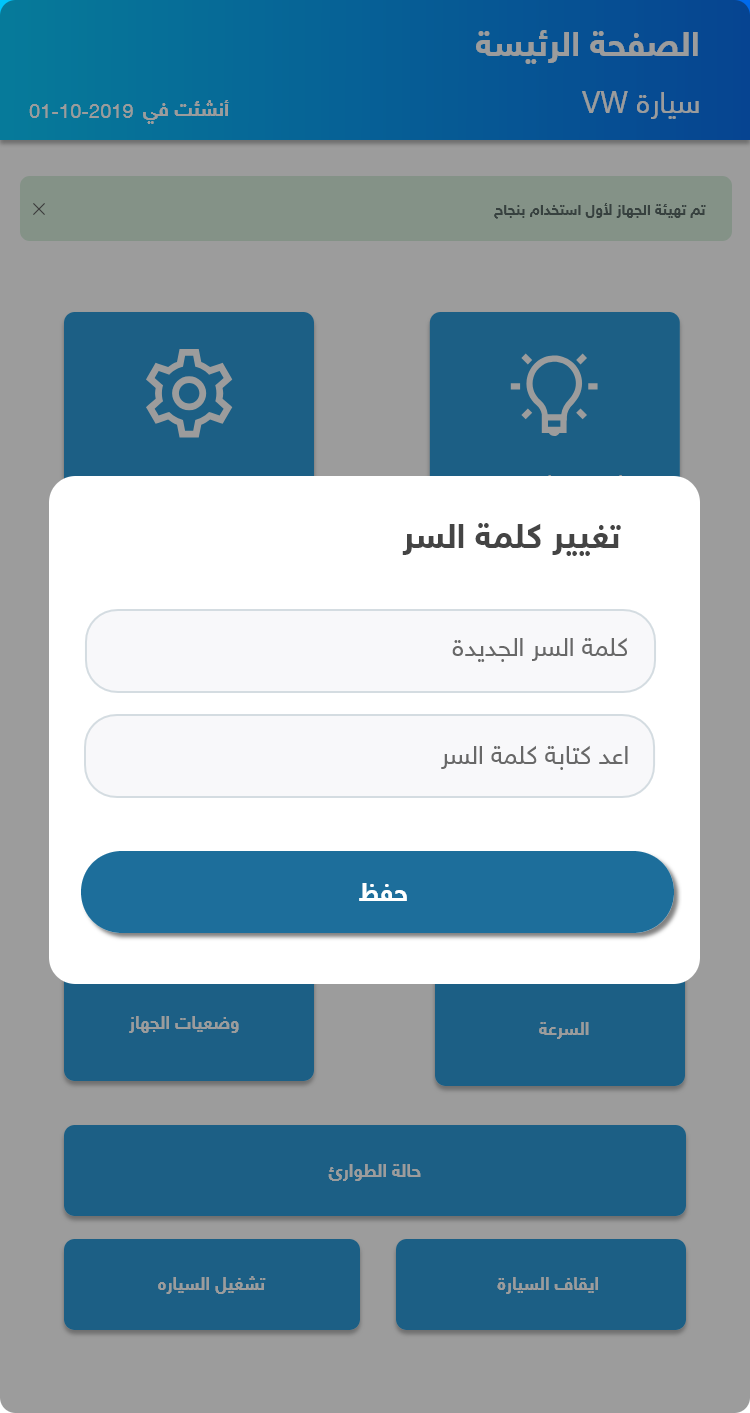 الصفحة الرئيسة
سيارة VW
أنشئت في 2019-10-01
تم تهيئة الجهاز لأول استخدام بنجاح
تغيير كلمة السر
كلمة السر الجديدة
اعد كتابة كلمة السر
حفظ
السرعة
وضعيات الجهاز
حالة الطوارئ
ايقاف السيارة
تشغيل السياره